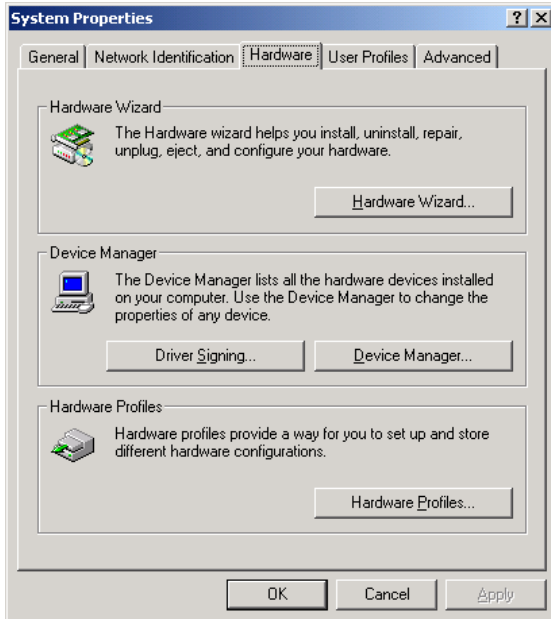 System Properties
General
Network Identification
Hardware
User Profiles
Advanced
Hardware Wizard
The Hardware wizard helps you install, uninstall, repair,
unplug, eject, and configure your hardware.
Hardware Wizard...
Device Manager
The Device Manager lists all the hardware devices installed
on your computer. Use the Device Manager to change the
properties of any device.
Driver Signing...
Device Manager...
Hardware Profiles
Hardware profiles provide a way for you to set up and store
different hardware configurations.
Hardware Profiles...
OK
Cancel
Apply